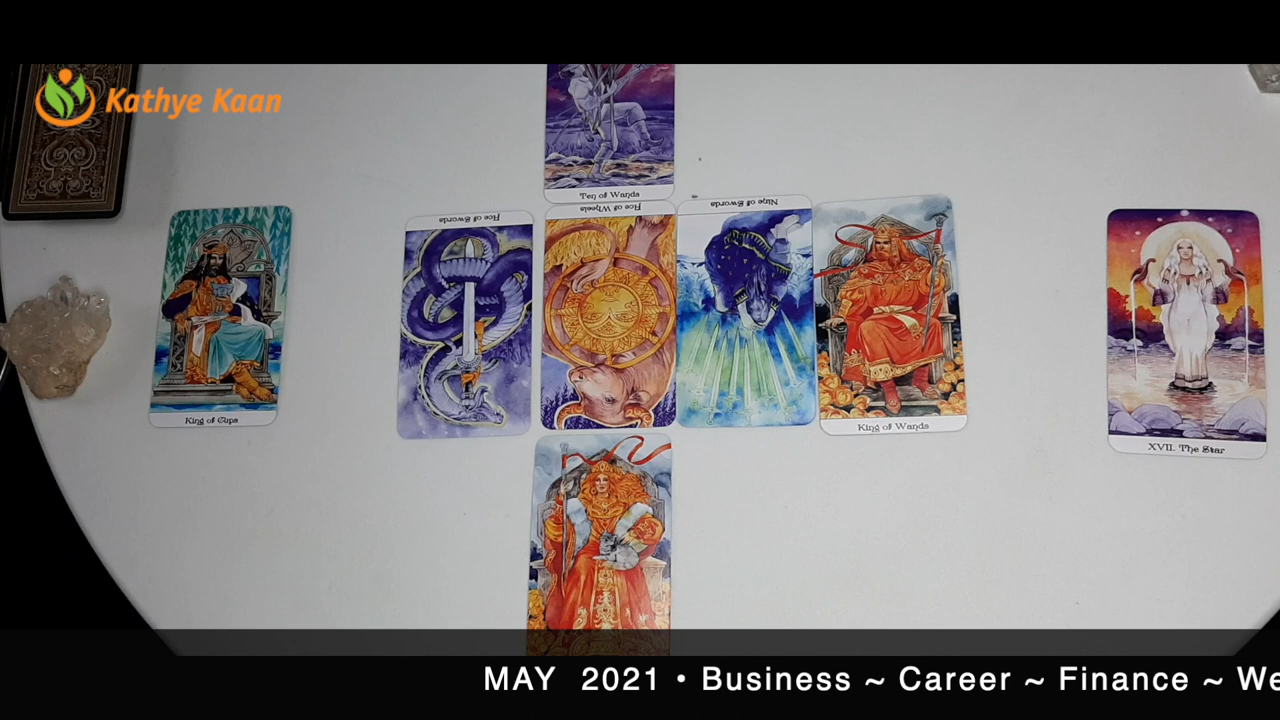 Kathye Kaan
Ten of Wands
Ace of Swords
Ace of Wheels
Nine of Swords
King of Cups
King of Wands
XVII. The Star
MAY 2021 • Business ~ Career ~ Finance ~ We